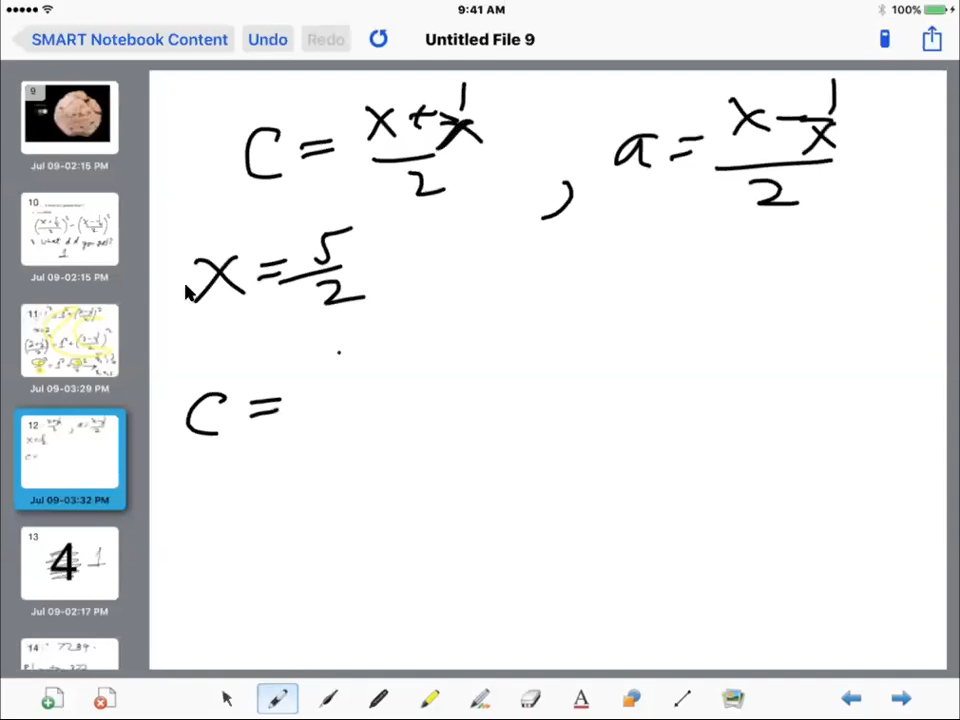 9:41 AM
100%
SMART Notebook Content Undo Redo Untitled File 9
9
Jul 09-02:15 PM
10
Jul 09-02:15 PM
11
Jul 09-03:29 PM
12
Jul 09-03:32 PM
13
4 1
Jul 09-02:17 PM
14
C = (x + 1/x)/2 , a = (x - 1/x)/2
x = 5/2
C =
A